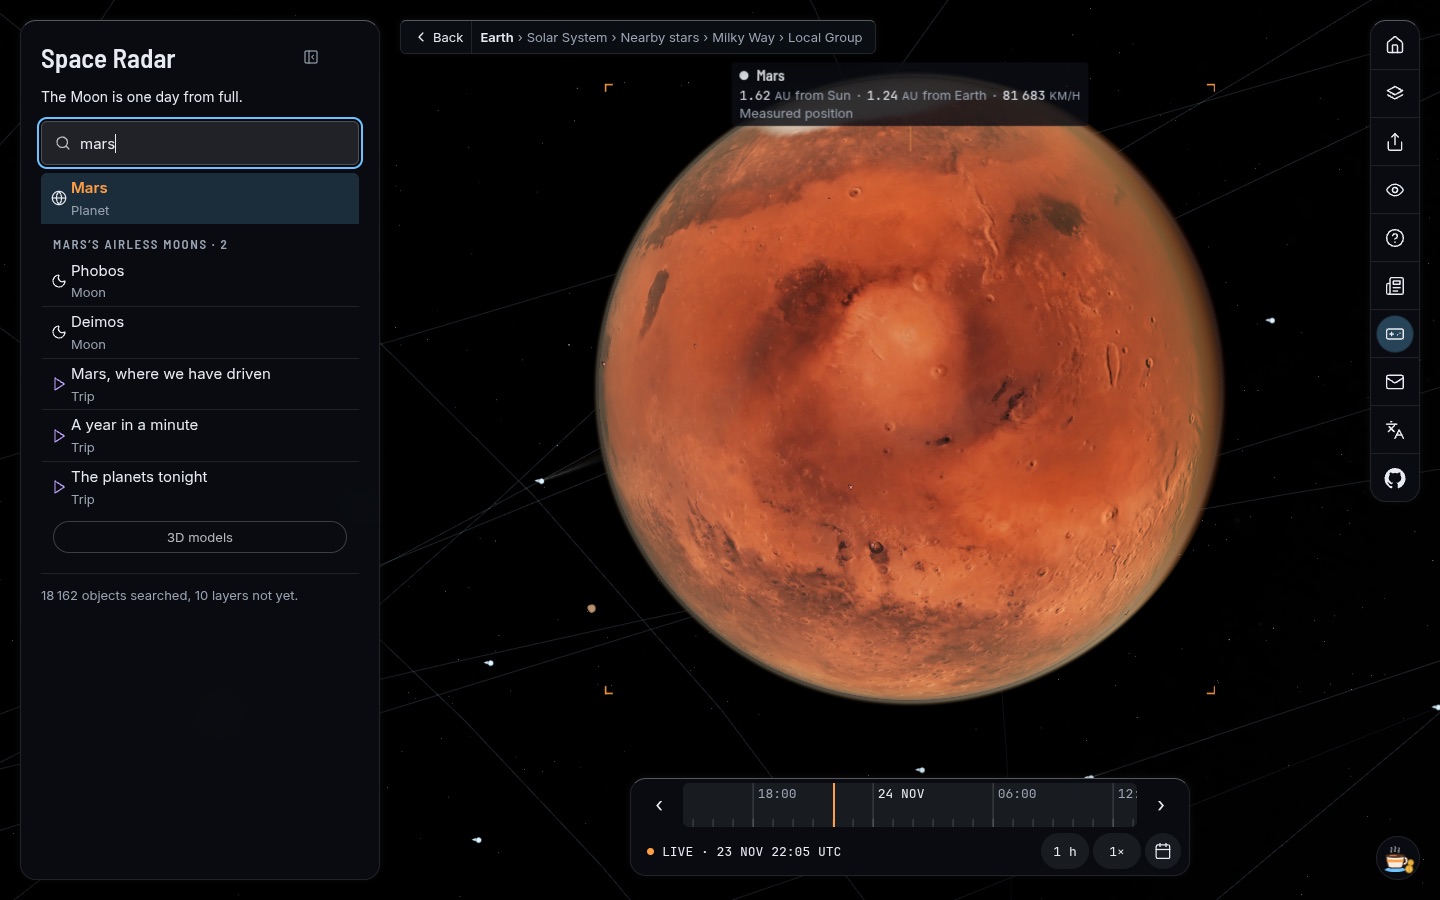 Space Radar
The Moon is one day from full.
mars
Mars
Planet
MARS’S AIRLESS MOONS · 2
Phobos
Moon
Deimos
Moon
Mars, where we have driven
Trip
A year in a minute
Trip
The planets tonight
Trip
3D models
18 162 objects searched, 10 layers not yet.
Back Earth › Solar System › Nearby stars › Milky Way › Local Group
Mars
1.62 AU from Sun · 1.24 AU from Earth · 81 683 KM/H
Measured position
18:00 24 NOV 06:00 12:
LIVE · 23 NOV 22:05 UTC 1 h 1×